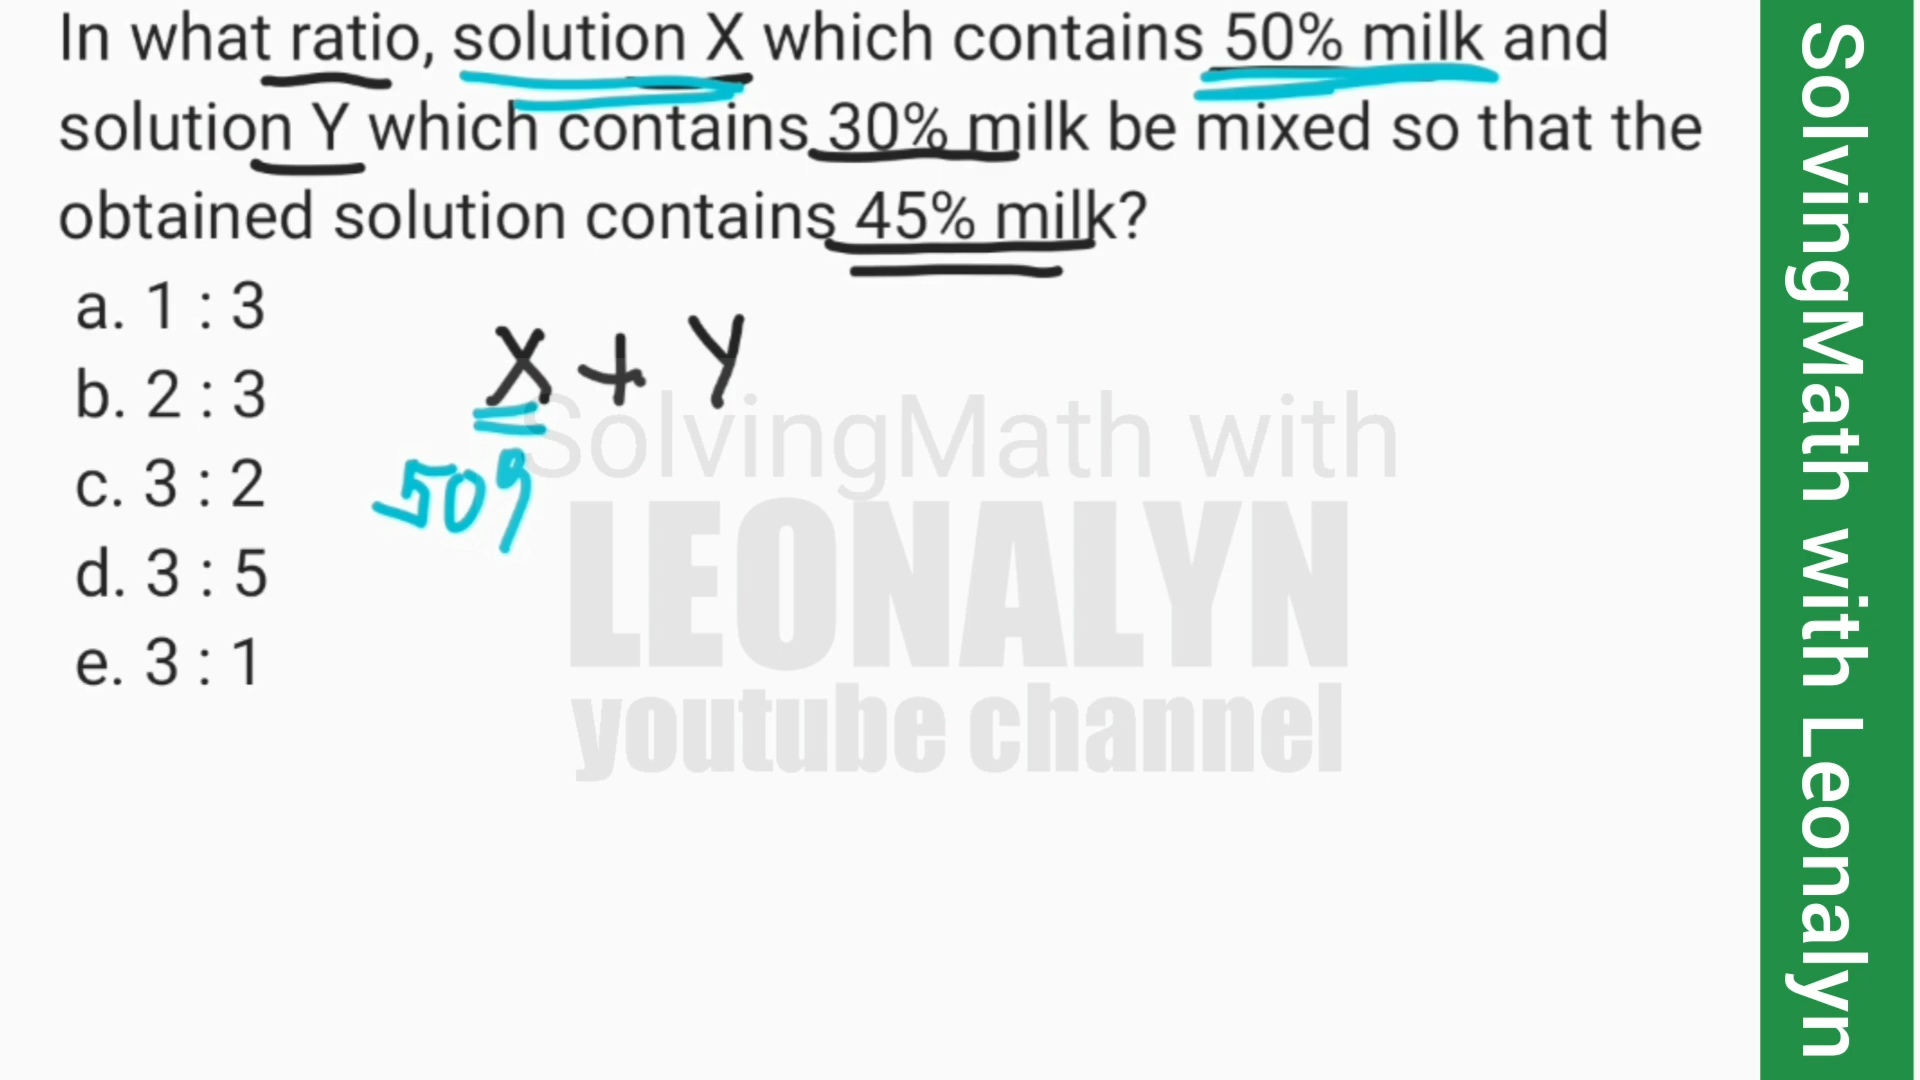 In what ratio, solution X which contains 50% milk and
solution Y which contains 30% milk be mixed so that the
obtained solution contains 45% milk?
a. 1 : 3
b. 2 : 3
c. 3 : 2
d. 3 : 5
e. 3 : 1
X + Y
50
SolvingMath with
LEONALYN
youtube channel
SolvingMath with Leonalyn